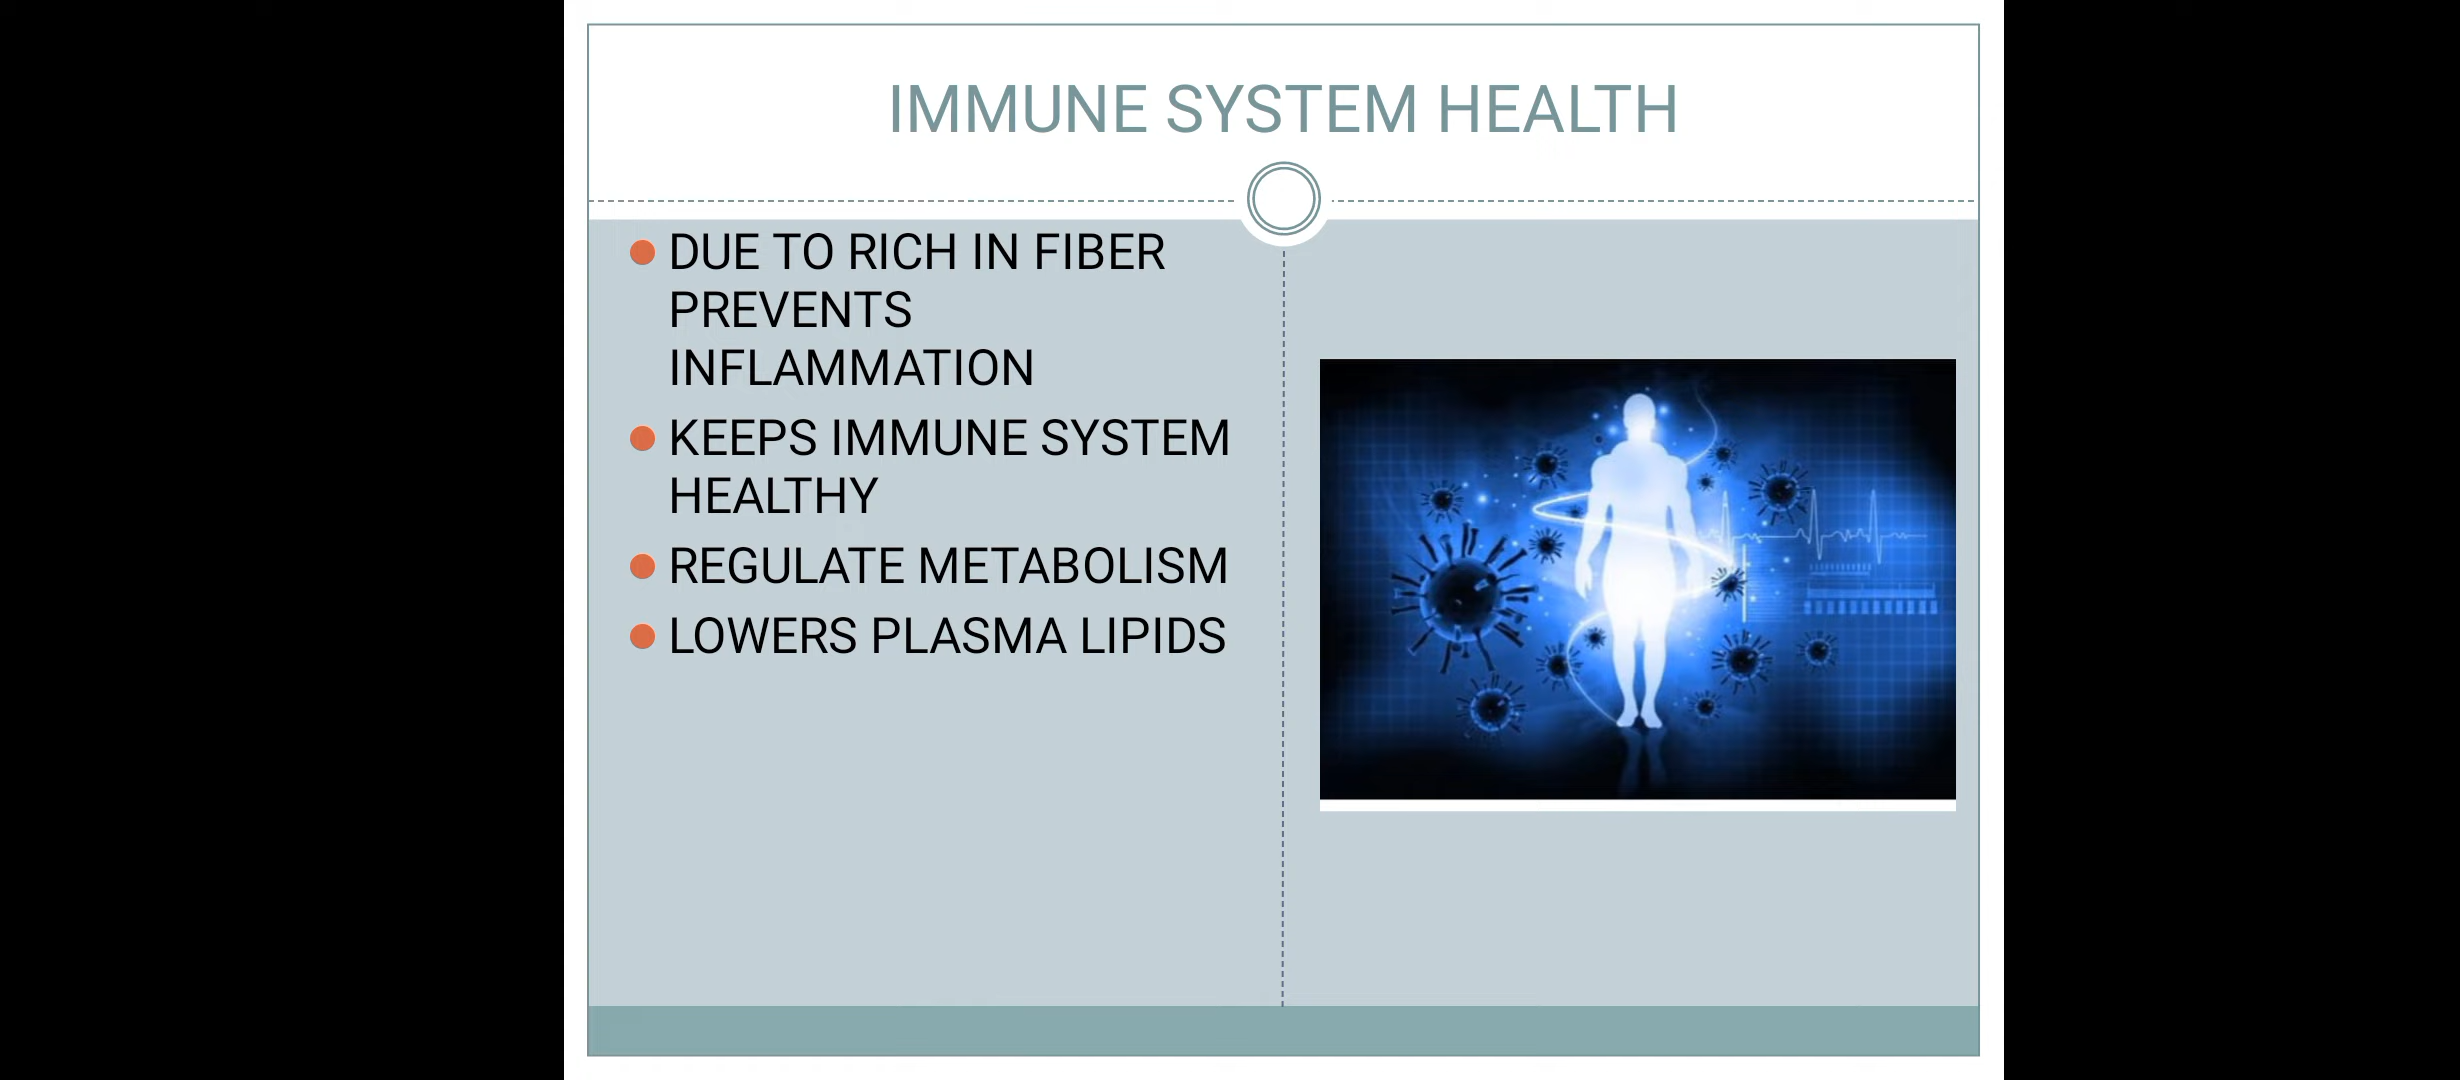 IMMUNE SYSTEM HEALTH
DUE TO RICH IN FIBER
PREVENTS
INFLAMMATION
KEEPS IMMUNE SYSTEM
HEALTHY
REGULATE METABOLISM
LOWERS PLASMA LIPIDS